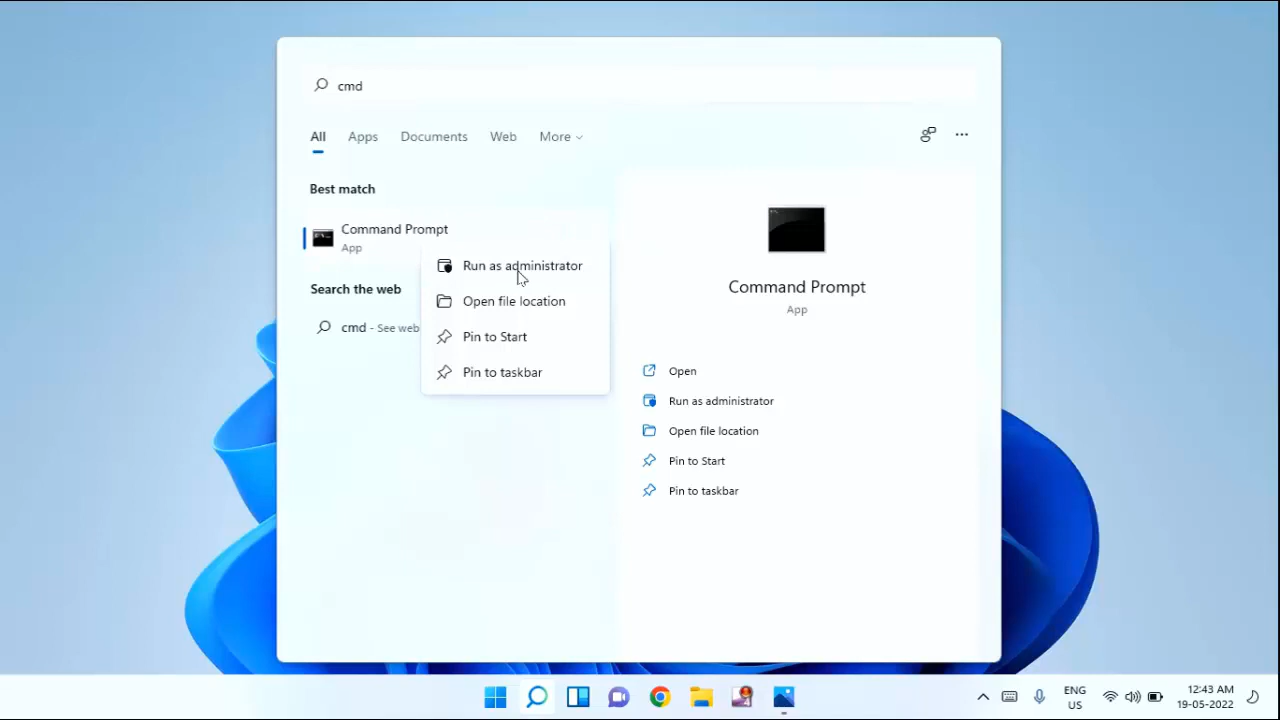 cmd
All Apps Documents Web More
Best match
Command Prompt
App
Run as administrator
Search the web
Open file location
cmd - See web
Pin to Start
Pin to taskbar
Command Prompt
App
Open
Run as administrator
Open file location
Pin to Start
Pin to taskbar
ENG
US
12:43 AM
19-05-2022